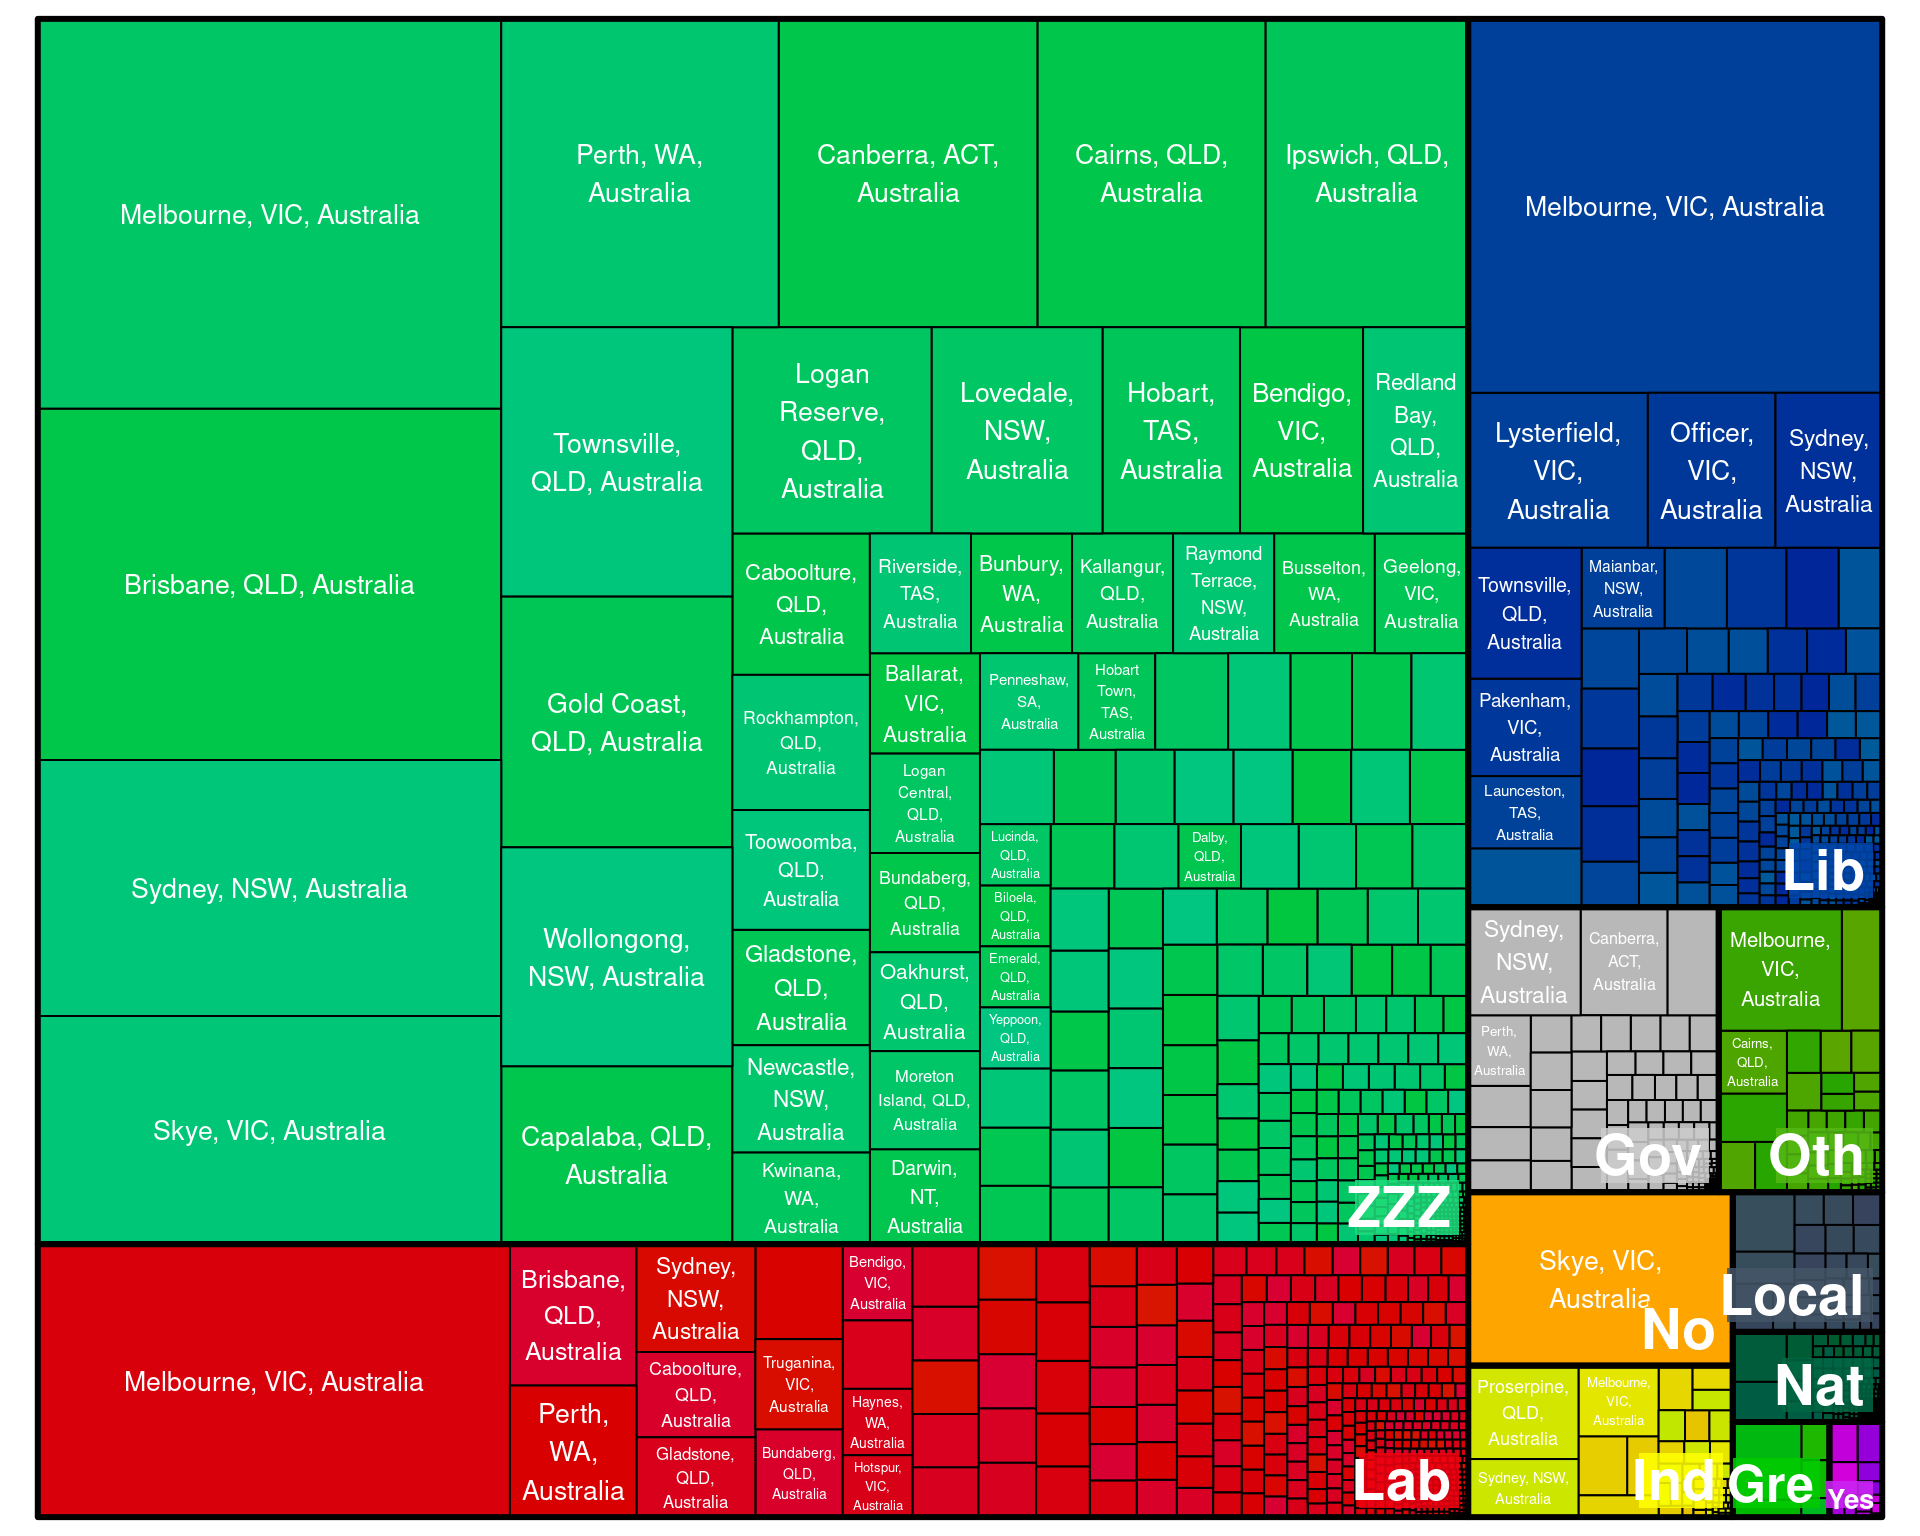 Melbourne, VIC, Australia
Brisbane, QLD, Australia
Sydney, NSW, Australia
Skye, VIC, Australia
Perth, WA,
Australia
Canberra, ACT,
Australia
Cairns, QLD,
Australia
Ipswich, QLD,
Australia
Townsville,
QLD, Australia
Gold Coast,
QLD, Australia
Wollongong,
NSW, Australia
Capalaba, QLD,
Australia
Logan
Reserve,
QLD,
Australia
Lovedale,
NSW,
Australia
Hobart,
TAS,
Australia
Bendigo,
VIC,
Australia
Redland
Bay,
QLD,
Australia
Caboolture,
QLD,
Australia
Rockhampton,
QLD,
Australia
Toowoomba,
QLD,
Australia
Gladstone,
QLD,
Australia
Newcastle,
NSW,
Australia
Kwinana,
WA,
Australia
Riverside,
TAS,
Australia
Bunbury,
WA,
Australia
Kallangur,
QLD,
Australia
Raymond
Terrace,
NSW,
Australia
Busselton,
WA,
Australia
Geelong,
VIC,
Australia
Ballarat,
VIC,
Australia
Logan
Central,
QLD,
Australia
Bundaberg,
QLD,
Australia
Oakhurst,
QLD,
Australia
Moreton
Island, QLD,
Australia
Darwin,
NT,
Australia
Penneshaw,
SA,
Australia
Hobart
Town,
TAS,
Australia
Lucinda,
QLD,
Australia
Biloela,
QLD,
Australia
Emerald,
QLD,
Australia
Yeppoon,
QLD,
Australia
Dalby,
QLD,
Australia
ZZZ
Melbourne, VIC, Australia
Lysterfield,
VIC,
Australia
Officer,
VIC,
Australia
Sydney,
NSW,
Australia
Townsville,
QLD,
Australia
Maianbar,
NSW,
Australia
Pakenham,
VIC,
Australia
Launceston,
TAS,
Australia
Lib
Sydney,
NSW,
Australia
Canberra,
ACT,
Australia
Perth,
WA,
Australia
Gov
Melbourne,
VIC,
Australia
Cairns,
QLD,
Australia
Oth
Melbourne, VIC, Australia
Brisbane,
QLD,
Australia
Perth,
WA,
Australia
Sydney,
NSW,
Australia
Caboolture,
QLD,
Australia
Gladstone,
QLD,
Australia
Truganina,
VIC,
Australia
Bundaberg,
QLD,
Australia
Bendigo,
VIC,
Australia
Haynes,
WA,
Australia
Hotspur,
VIC,
Australia
Lab
Skye, VIC,
Australia
No
Local
Nat
Proserpine,
QLD,
Australia
Melbourne,
VIC,
Australia
Sydney, NSW,
Australia
Ind
Gre
Yes